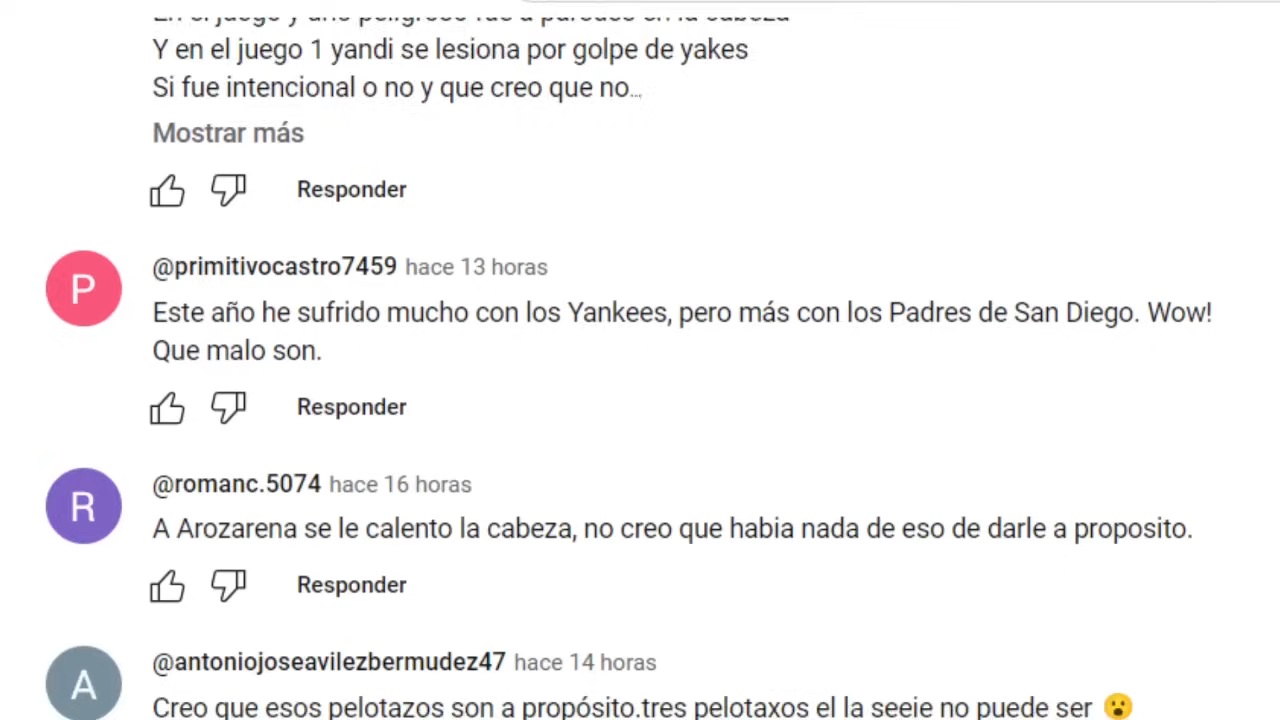 Y en el juego 1 yandi se lesiona por golpe de yakes
Si fue intencional o no y que creo que no...
Mostrar más
Responder
P
@primitivocastro7459 hace 13 horas
Este año he sufrido mucho con los Yankees, pero más con los Padres de San Diego. Wow!
Que malo son.
Responder
R
@romanc.5074 hace 16 horas
A Arozarena se le calento la cabeza, no creo que habia nada de eso de darle a proposito.
Responder
A
@antoniojoseavilezbermudez47 hace 14 horas
Creo que esos pelotazos son a propósito.tres pelotaxos el la seeie no puede ser 😮